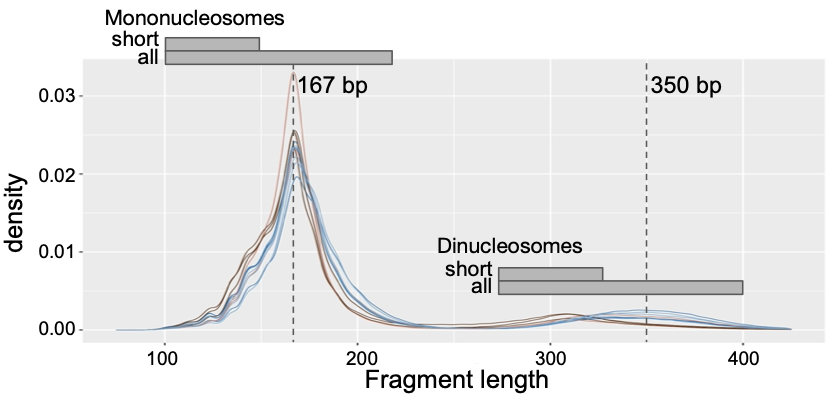 Mononucleosomes
short
all
167 bp
350 bp
0.03
0.02
0.01
0.00
density
Dinucleosomes
short
all
100
200
300
400
Fragment length